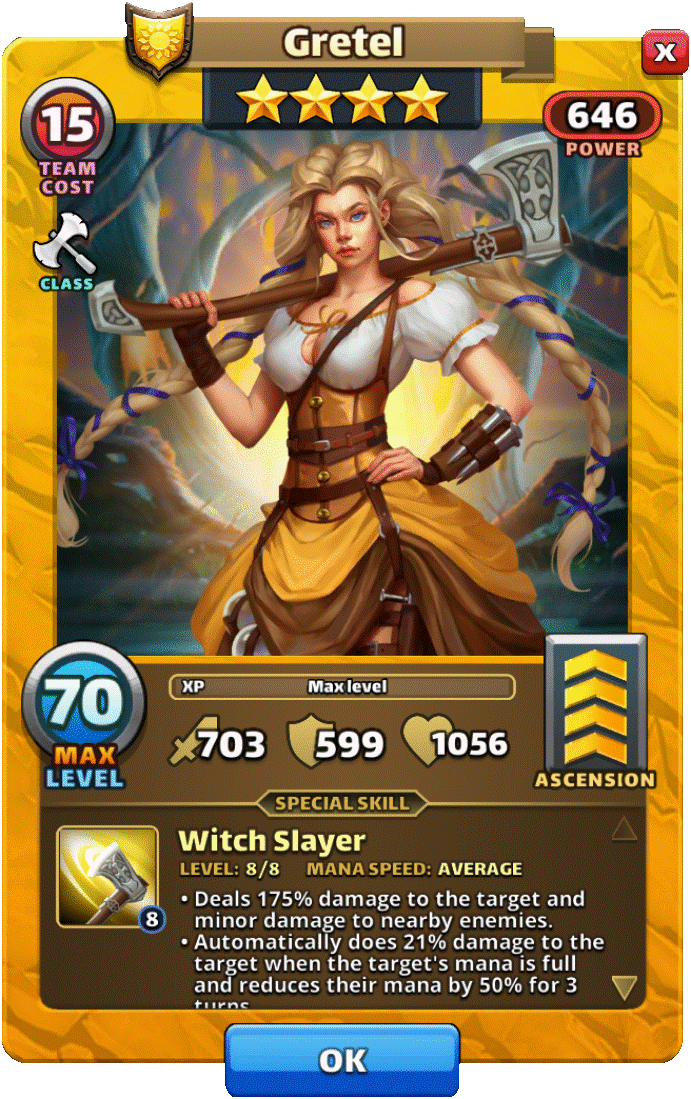 Gretel
X
15
TEAM
COST
646
POWER
CLASS
70
MAX
LEVEL
XP Max level
703 599 1056
ASCENSION
SPECIAL SKILL
Witch Slayer
LEVEL: 8/8 MANA SPEED: AVERAGE
8
• Deals 175% damage to the target and
minor damage to nearby enemies.
• Automatically does 21% damage to the
target when the target's mana is full
and reduces their mana by 50% for 3
turns
OK